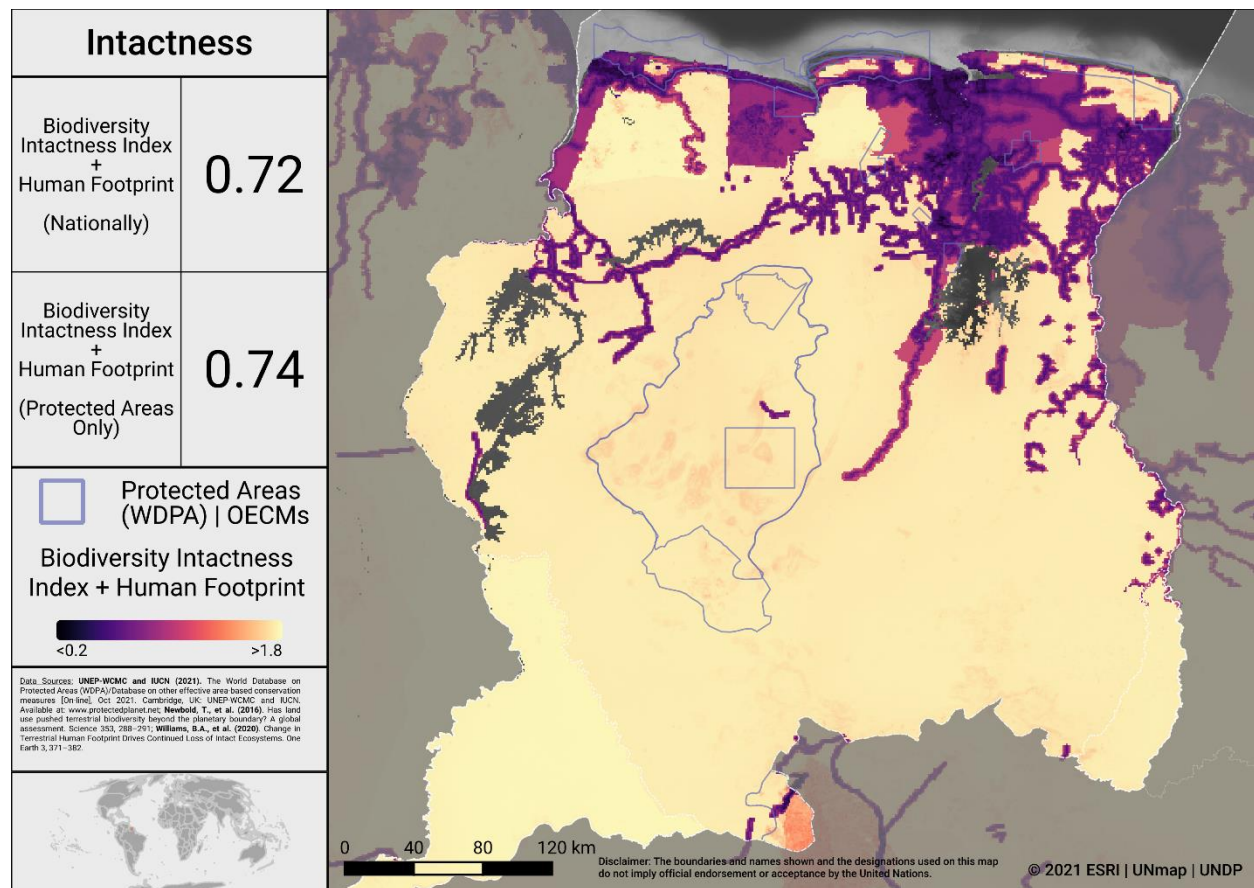 Intactness
Biodiversity
Intactness Index
+
Human Footprint
(Nationally)
0.72
Biodiversity
Intactness Index
+
Human Footprint
(Protected Areas
Only)
0.74
Protected Areas
(WDPA) | OECMs
Biodiversity Intactness
Index + Human Footprint
<0.2
>1.8
Data Sources: UNEP-WCMC and IUCN (2021). The World Database on
Protected Areas (WDPA)/Database on other effective area-based conservation
measures [On-line], Oct 2021. Cambridge, UK: UNEP-WCMC and IUCN.
Available at: www.protectedplanet.net; Newbold, T., et al. (2016). Has land
use pushed terrestrial biodiversity beyond the planetary boundary? A global
assessment. Science 353, 288–291; Williams, B.A., et al. (2020). Change in
Terrestrial Human Footprint Drives Continued Loss of Intact Ecosystems. One
Earth 3, 371–382.
0 40 80 120 km
Disclaimer: The boundaries and names shown and the designations used on this map
do not imply official endorsement or acceptance by the United Nations.
© 2021 ESRI | UNmap | UNDP